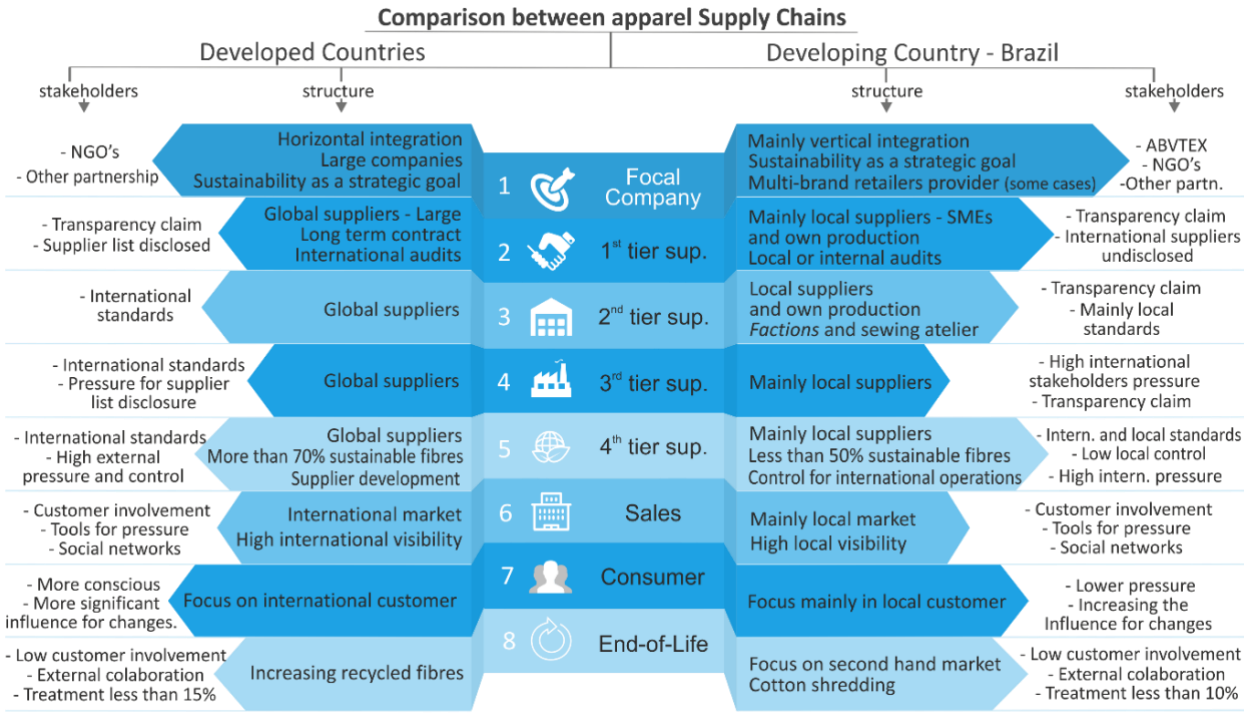 Comparison between apparel Supply Chains
Developed Countries
Developing Country - Brazil
stakeholders
structure
structure
stakeholders
- NGO's
- Other partnership
Horizontal integration
Large companies
Sustainability as a strategic goal
1
Focal
Company
Mainly vertical integration
Sustainability as a strategic goal
Multi-brand retailers provider (some cases)
- ABVTEX
- NGO's
-Other partn.
- Transparency claim
- Supplier list disclosed
Global suppliers - Large
Long term contract
International audits
2
1st tier sup.
Mainly local suppliers - SMEs
and own production
Local or internal audits
- Transparency claim
- International suppliers
undisclosed
- International
standards
Global suppliers
3
2nd tier sup.
Local suppliers
and own production
Factions and sewing atelier
- Transparency claim
- Mainly local
standards
- International standards
- Pressure for supplier
list disclosure
Global suppliers
4
3rd tier sup.
Mainly local suppliers
- High international
stakeholders pressure
- Transparency claim
- International standards
- High external
pressure and control
Global suppliers
More than 70% sustainable fibres
Supplier development
5
4th tier sup.
Mainly local suppliers
Less than 50% sustainable fibres
Control for international operations
- Intern. and local standards
- Low local control
- High intern. pressure
- Customer involvement
- Tools for pressure
- Social networks
International market
High international visibility
6
Sales
Mainly local market
High local visibility
- Customer involvement
- Tools for pressure
- Social networks
- More conscious
- More significant
influence for changes.
Focus on international customer
7
Consumer
Focus mainly in local customer
- Lower pressure
- Increasing the
Influence for changes
- Low customer involvement
- External colaboration
- Treatment less than 15%
Increasing recycled fibres
8
End-of-Life
Focus on second hand market
Cotton shredding
- Low customer involvement
- External colaboration
- Treatment less than 10%